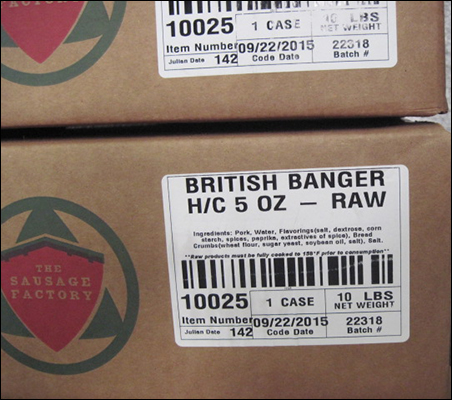 10025
1 CASE
10 LBS
NET WEIGHT
Item Number
09/22/2015
22318
Julian Date 142
Code Date
Batch #
BRITISH BANGER
H/C 5 OZ — RAW
Ingredients: Pork, Water, Flavorings(salt, dextrose, corn
starch, spices, paprika, extractives of spice), Bread
Crumbs(wheat flour, sugar yeast, soybean oil, salt), Salt.
**Raw products must be fully cooked to 155°F prior to consumption**
10025
1 CASE
10 LBS
NET WEIGHT
Item Number
09/22/2015
22318
Julian Date 142
Code Date
Batch #
THE
SAUSAGE
FACTORY